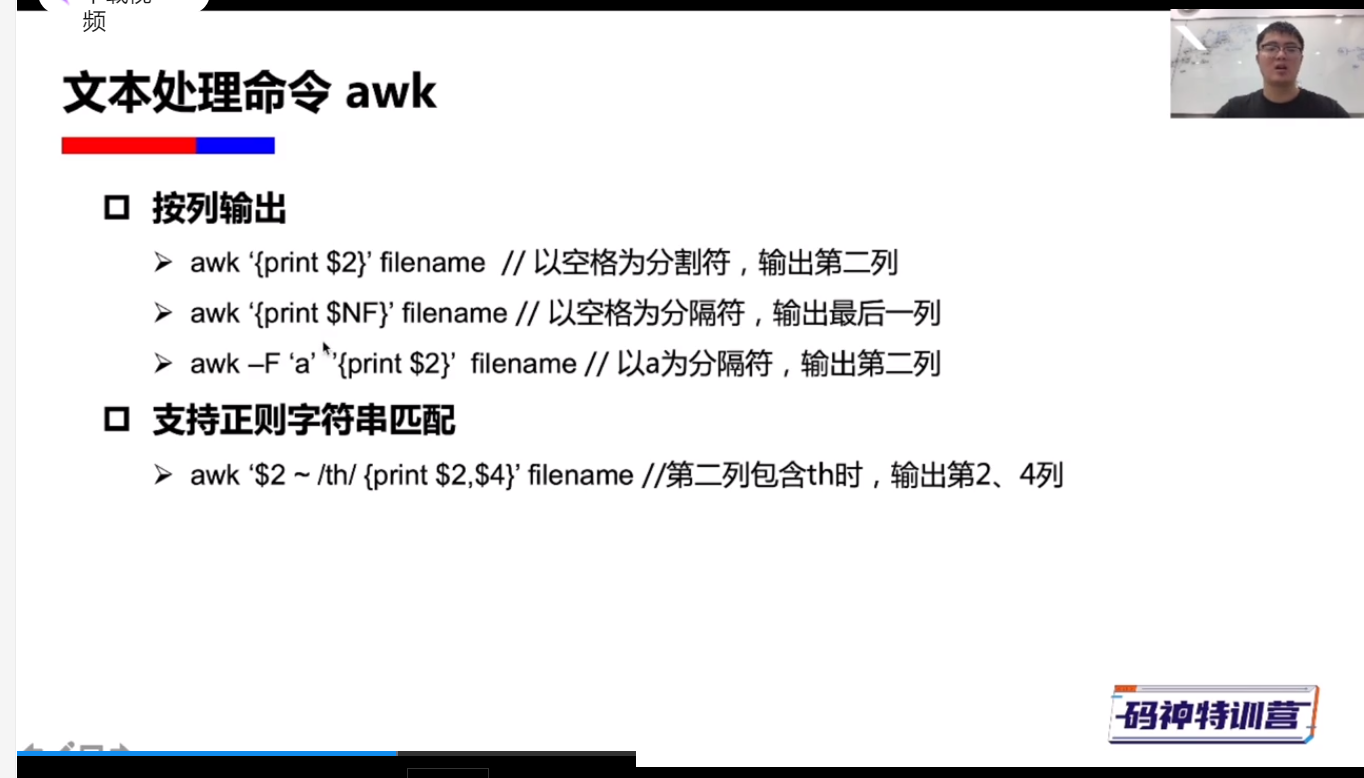 频
文本处理命令 awk
按列输出
awk ‘{print $2}’ filename // 以空格为分割符，输出第二列
awk ‘{print $NF}’ filename // 以空格为分隔符，输出最后一列
awk –F ‘a’ ’{print $2}’ filename // 以a为分隔符，输出第二列
支持正则字符串匹配
awk ‘$2 ~ /th/ {print $2,$4}’ filename //第二列包含th时，输出第2、4列
码神特训营